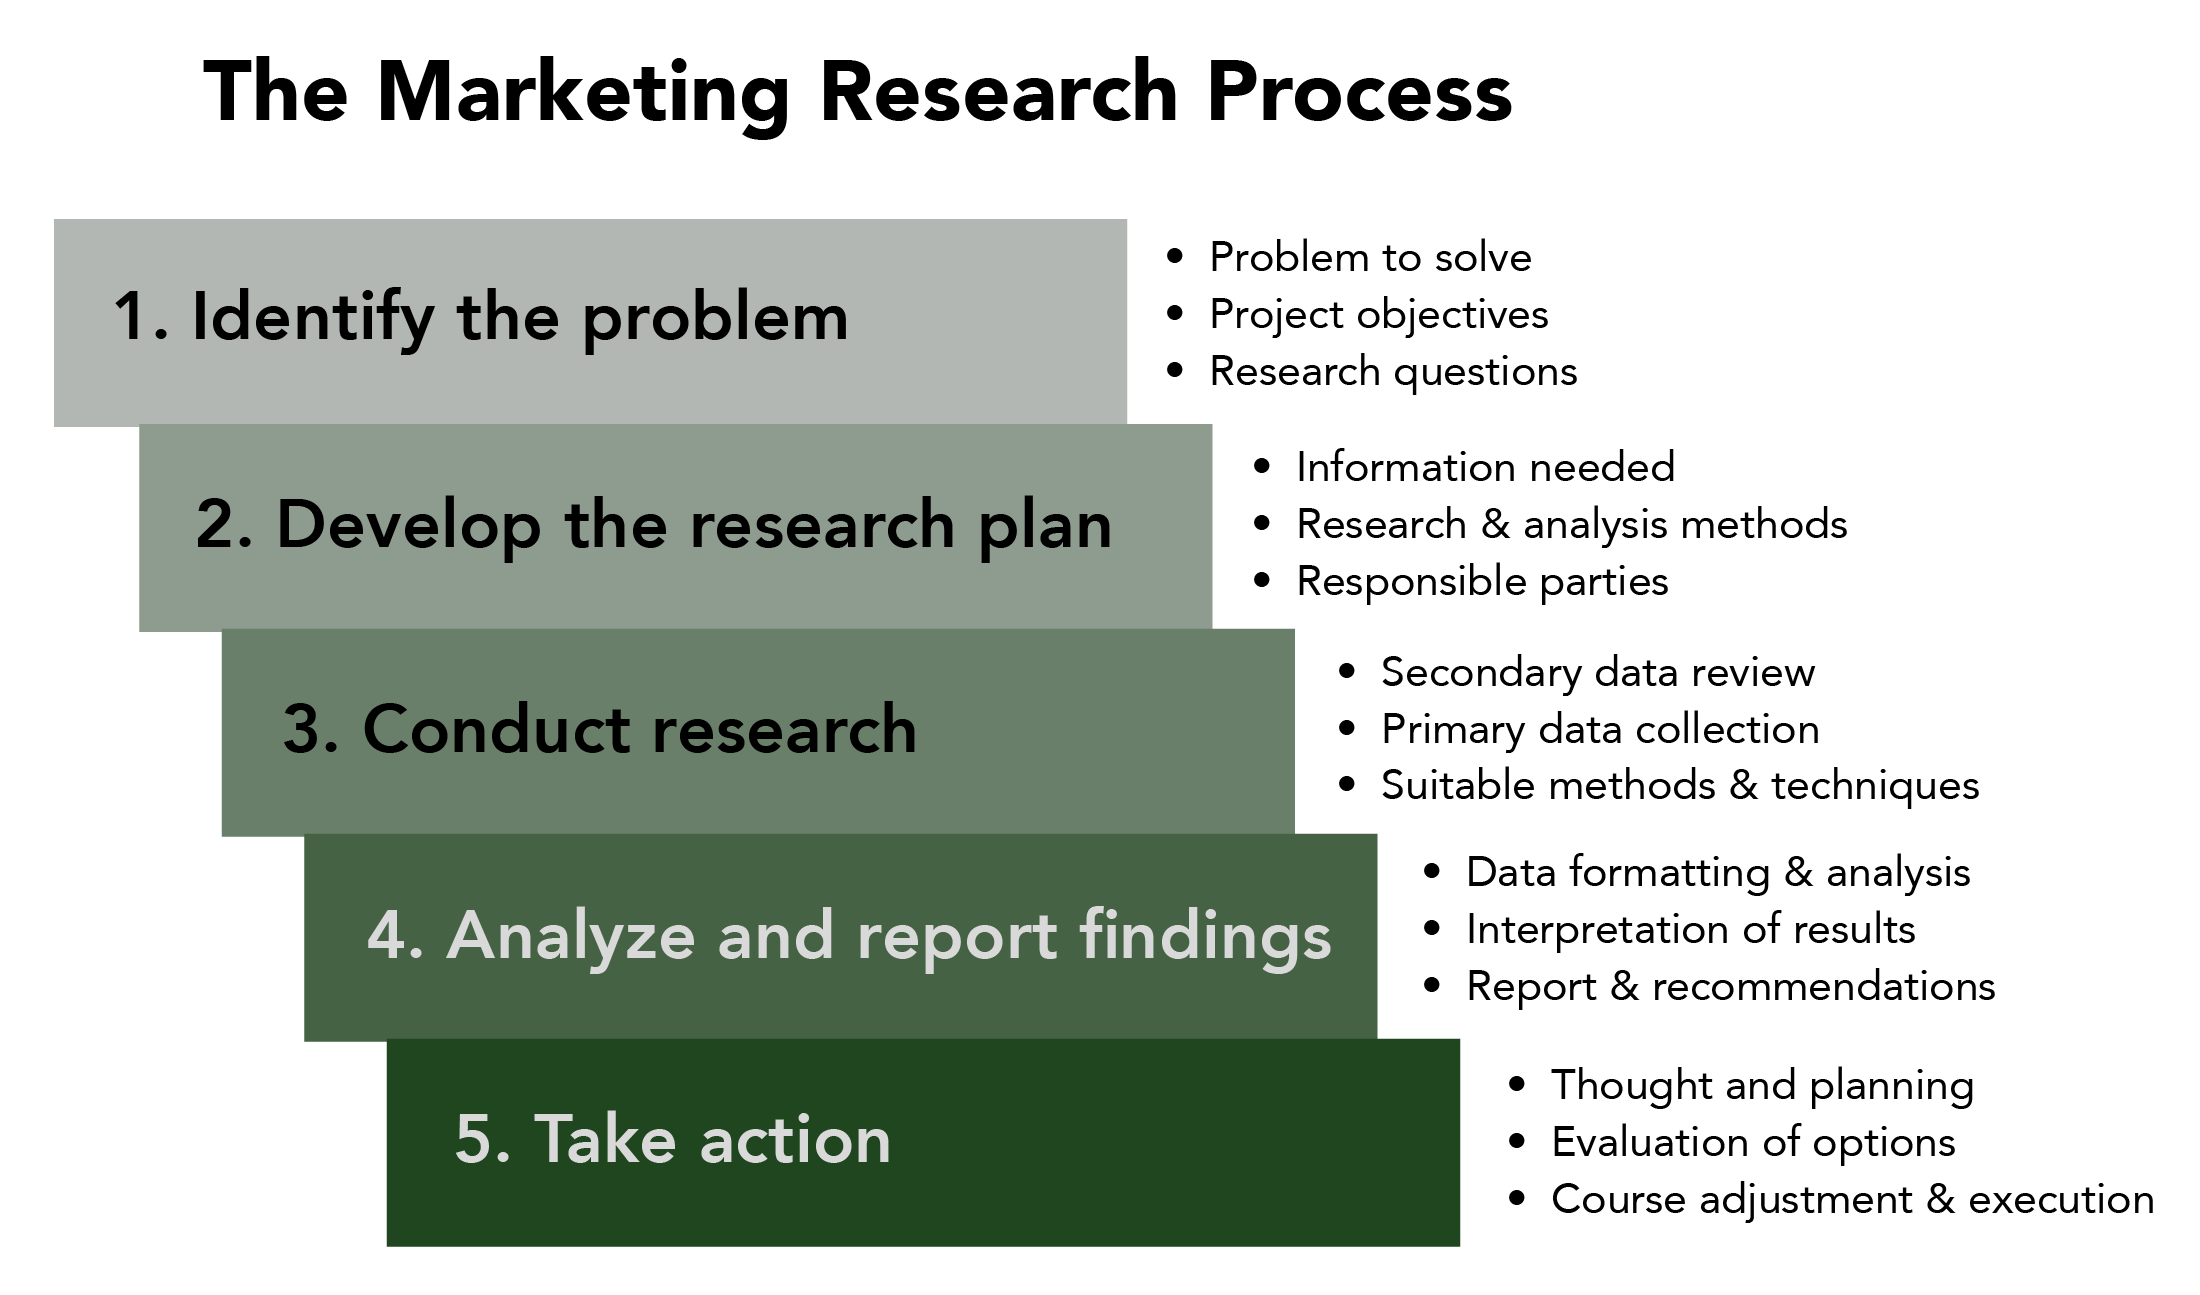 The Marketing Research Process
1. Identify the problem
• Problem to solve
• Project objectives
• Research questions
2. Develop the research plan
• Information needed
• Research & analysis methods
• Responsible parties
3. Conduct research
• Secondary data review
• Primary data collection
• Suitable methods & techniques
4. Analyze and report findings
• Data formatting & analysis
• Interpretation of results
• Report & recommendations
5. Take action
• Thought and planning
• Evaluation of options
• Course adjustment & execution